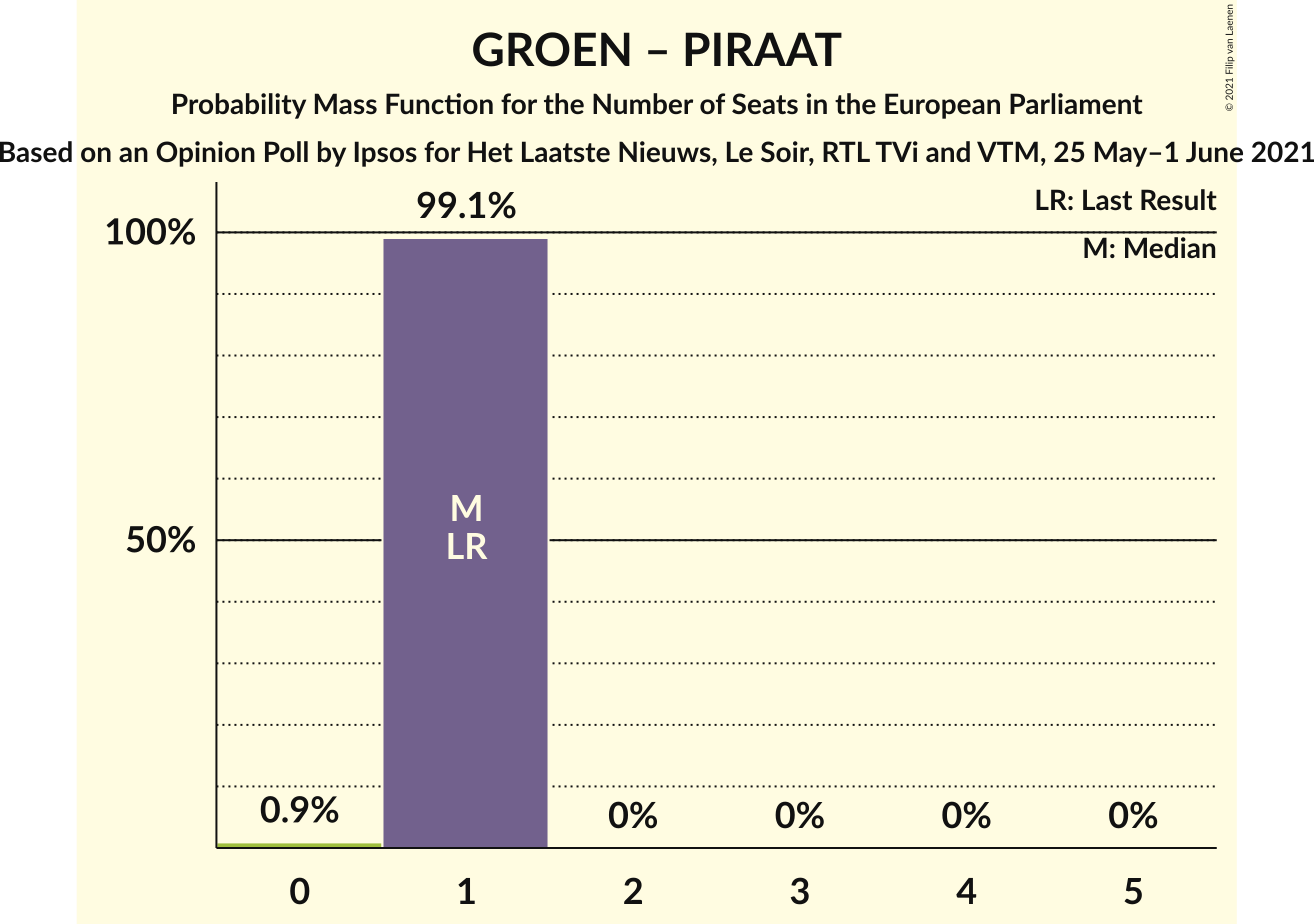 GROEN – PIRAAT
Probability Mass Function for the Number of Seats in the European Parliament
Based on an Opinion Poll by Ipsos for Het Laatste Nieuws, Le Soir, RTL TVi and VTM, 25 May–1 June 2021
© 2021 Filip van Laenen
LR: Last Result
M: Median
99.1%
100%
50%
M
LR
0.9%
0%
0%
0%
0%
0
1
2
3
4
5